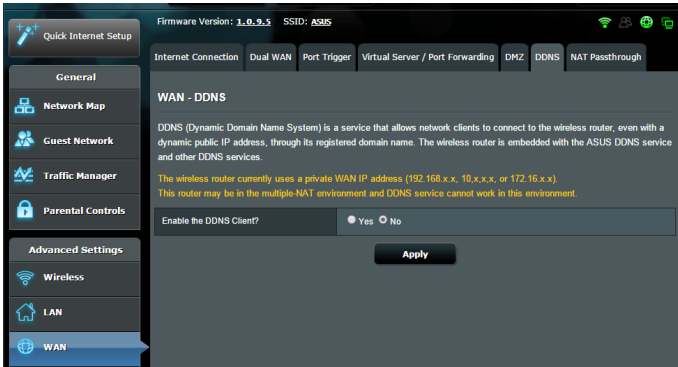 Firmware Version: 1.0.9.5 SSID: ASUS
Quick Internet Setup
Internet Connection Dual WAN Port Trigger Virtual Server / Port Forwarding DMZ DDNS NAT Passthrough
General
Network Map
Guest Network
Traffic Manager
Parental Controls
Advanced Settings
Wireless
LAN
WAN
WAN - DDNS
DDNS (Dynamic Domain Name System) is a service that allows network clients to connect to the wireless router, even with a
dynamic public IP address, through its registered domain name. The wireless router is embedded with the ASUS DDNS service
and other DDNS services.
The wireless router currently uses a private WAN IP address (192.168.x.x, 10,x,x,x, or 172.16.x.x).
This router may be in the multiple-NAT environment and DDNS service cannot work in this environment.
Enable the DDNS Client? Yes No
Apply